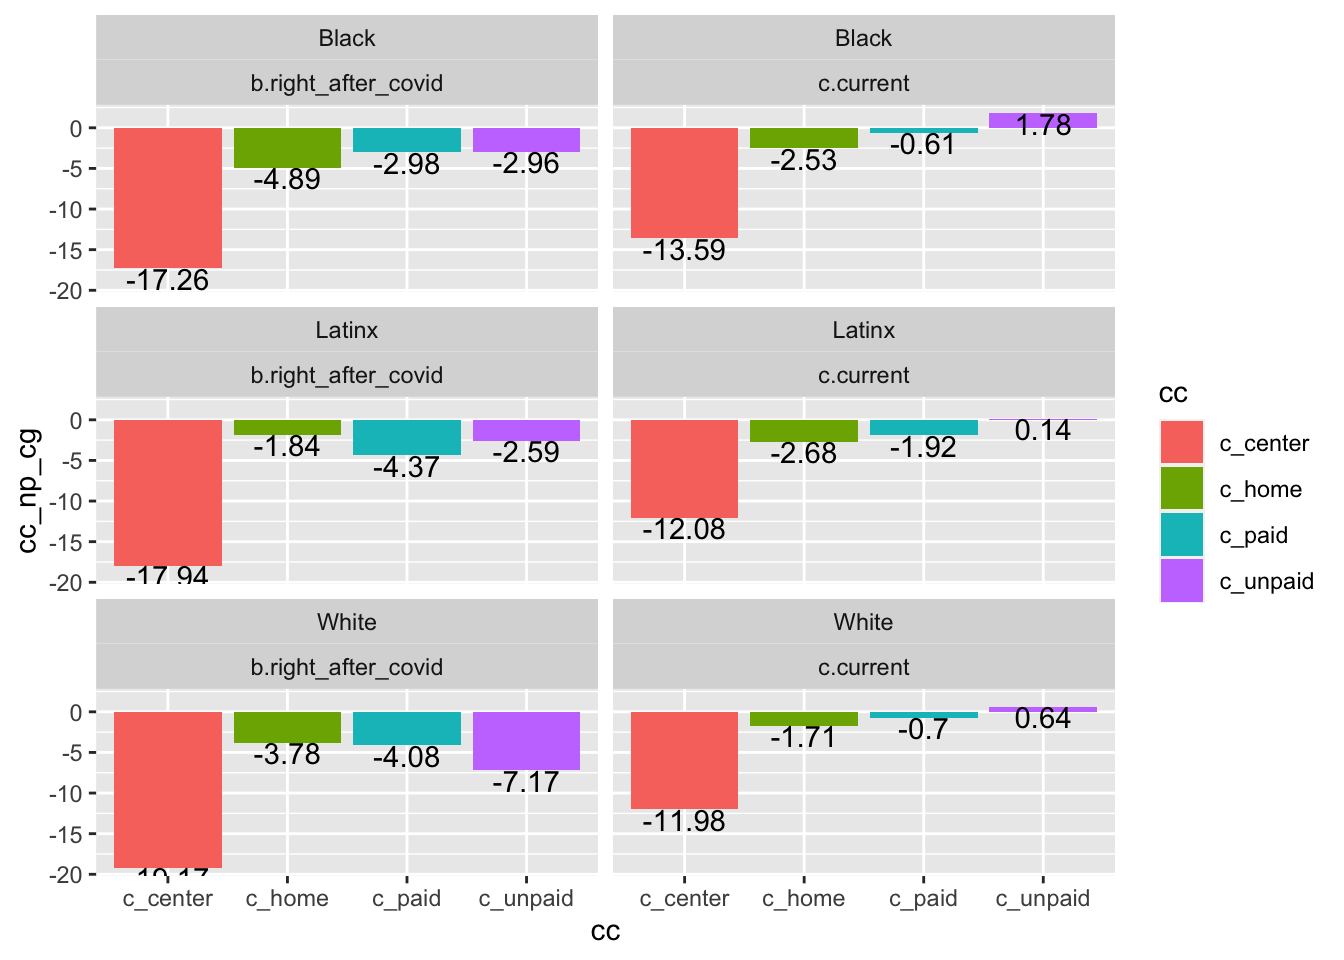 Black
b.right_after_covid
0
-5
-10
-15
-20
-17.26
-4.89
-2.98
-2.96
Black
c.current
-13.59
-2.53
-0.61
1.78
Latinx
b.right_after_covid
0
-5
-10
-15
-20
-17.94
-1.84
-4.37
-2.59
Latinx
c.current
-12.08
-2.68
-1.92
0.14
White
b.right_after_covid
0
-5
-10
-15
-20
-3.78
-4.08
-7.17
White
c.current
-11.98
-1.71
-0.7
0.64
c_center c_home c_paid c_unpaid
c_center c_home c_paid c_unpaid
cc
cc_np_cg
cc
c_center
c_home
c_paid
c_unpaid